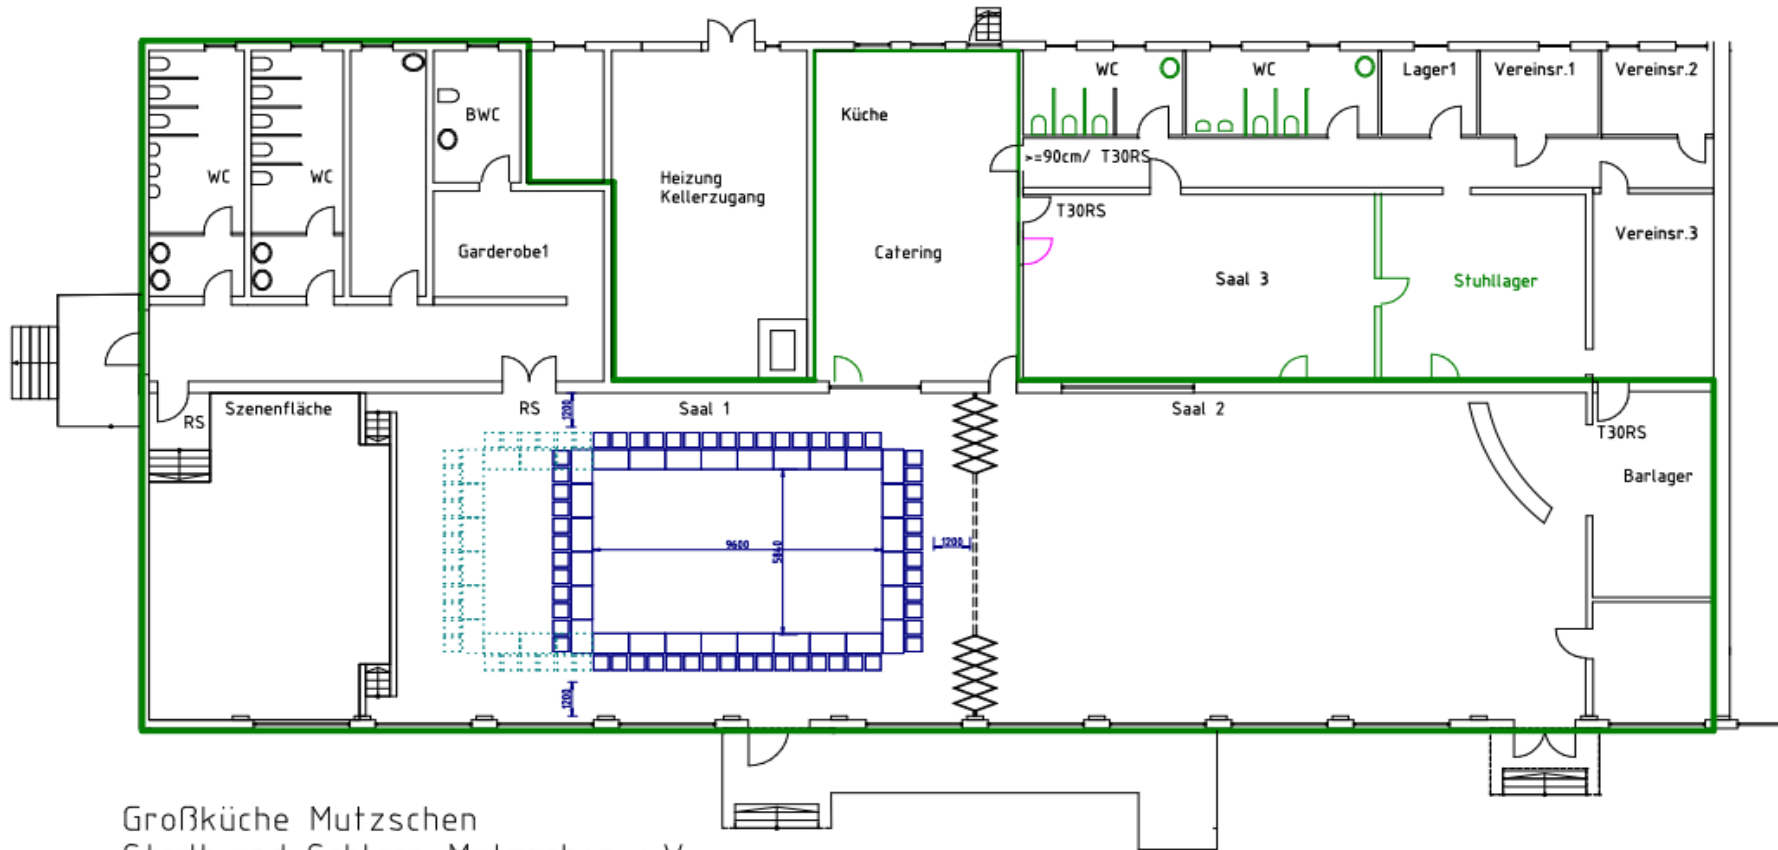 WC
WC
Lager1
Vereinsr.1
Vereinsr.2
BWC
Küche
>=90cm/ T30RS
WC
WC
Heizung
Kellerzugang
T30RS
Vereinsr.3
Garderobe1
Catering
Saal 3
Stuhllager
RS
Szenenfläche
RS
1200
Saal 1
Saal 2
T30RS
Barlager
9600
5840
1200
1200
Großküche Mutzschen